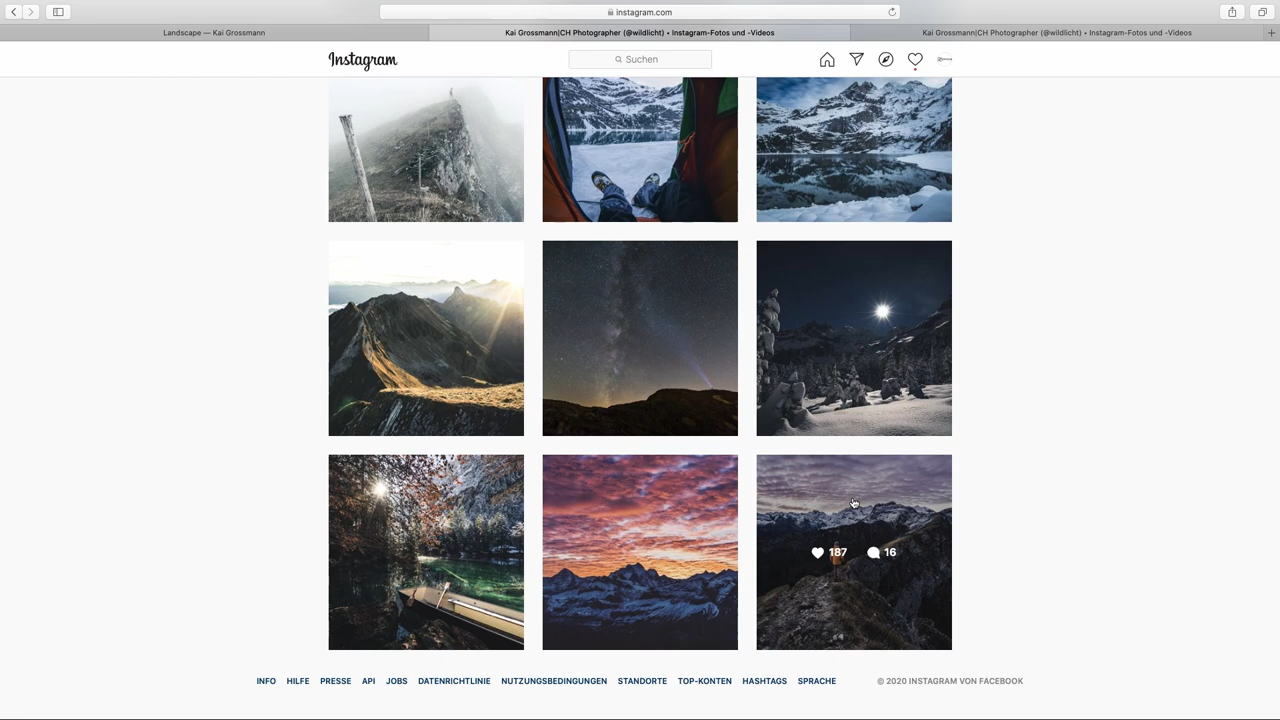 instagram.com
Landscape — Kai Grossmann
Kai Grossmann|CH Photographer (@wildlicht) • Instagram-Fotos und -Videos
Kai Grossmann|CH Photographer (@wildlicht) • Instagram-Fotos und -Videos
Instagram
Suchen
187
16
INFO HILFE PRESSE API JOBS DATENRICHTLINIE NUTZUNGSBEDINGUNGEN STANDORTE TOP-KONTEN HASHTAGS SPRACHE © 2020 INSTAGRAM VON FACEBOOK